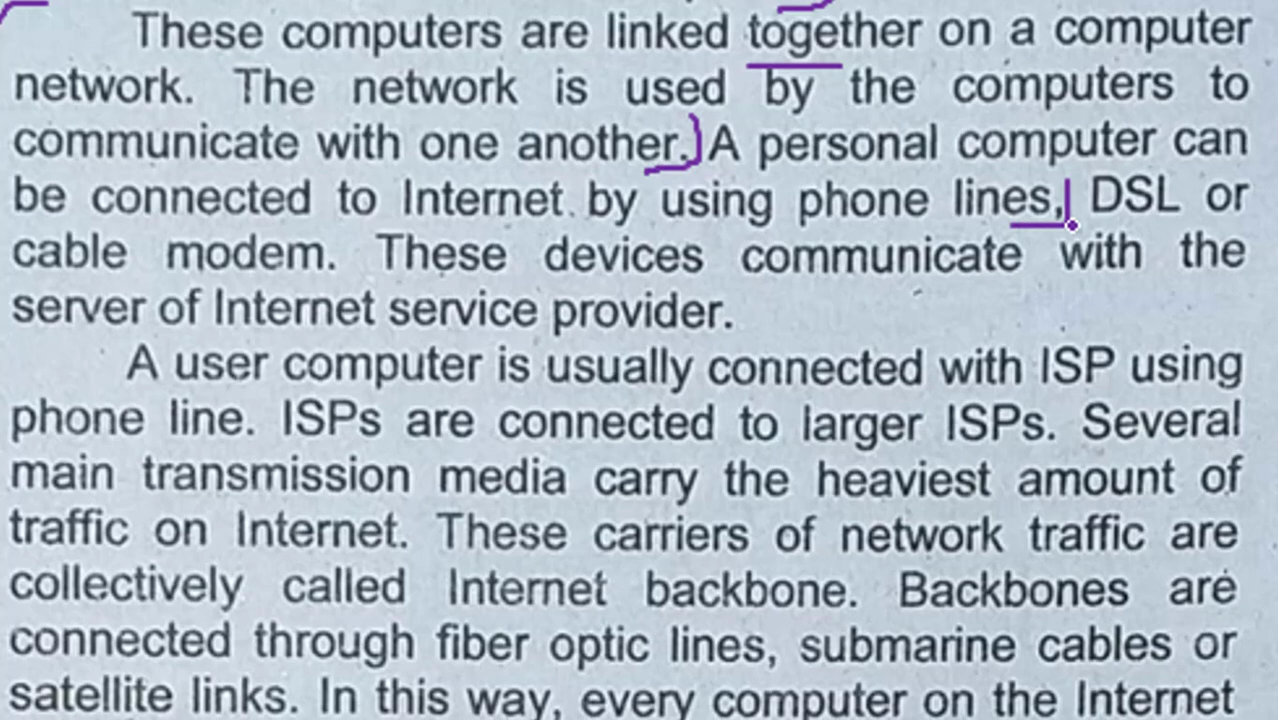 These computers are linked together on a computer
network. The network is used by the computers to
communicate with one another. A personal computer can
be connected to Internet by using phone lines, DSL or
cable modem. These devices communicate with the
server of Internet service provider.
A user computer is usually connected with ISP using
phone line. ISPs are connected to larger ISPs. Several
main transmission media carry the heaviest amount of
traffic on Internet. These carriers of network traffic are
collectively called Internet backbone. Backbones are
connected through fiber optic lines, submarine cables or
satellite links. In this way, every computer on the Internet